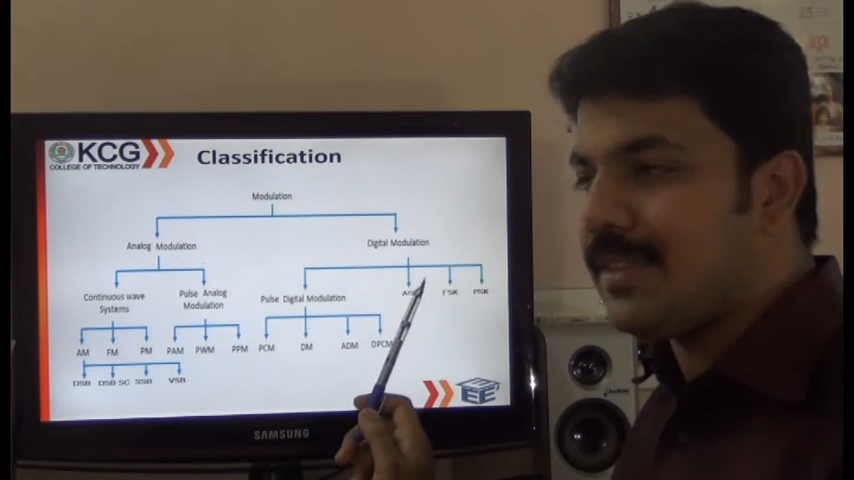 KCG
COLLEGE OF TECHNOLOGY
Classification
Modulation
Analog Modulation
Digital Modulation
Continuous wave
Systems
Pulse Analog
Modulation
Pulse Digital Modulation
FSK
PSK
AM
FM
PM
PAM
PWM
PPM
PCM
DM
ADM
DPCM
DSB
DSB SC
SSB
VSB
EEE
SAMSUNG